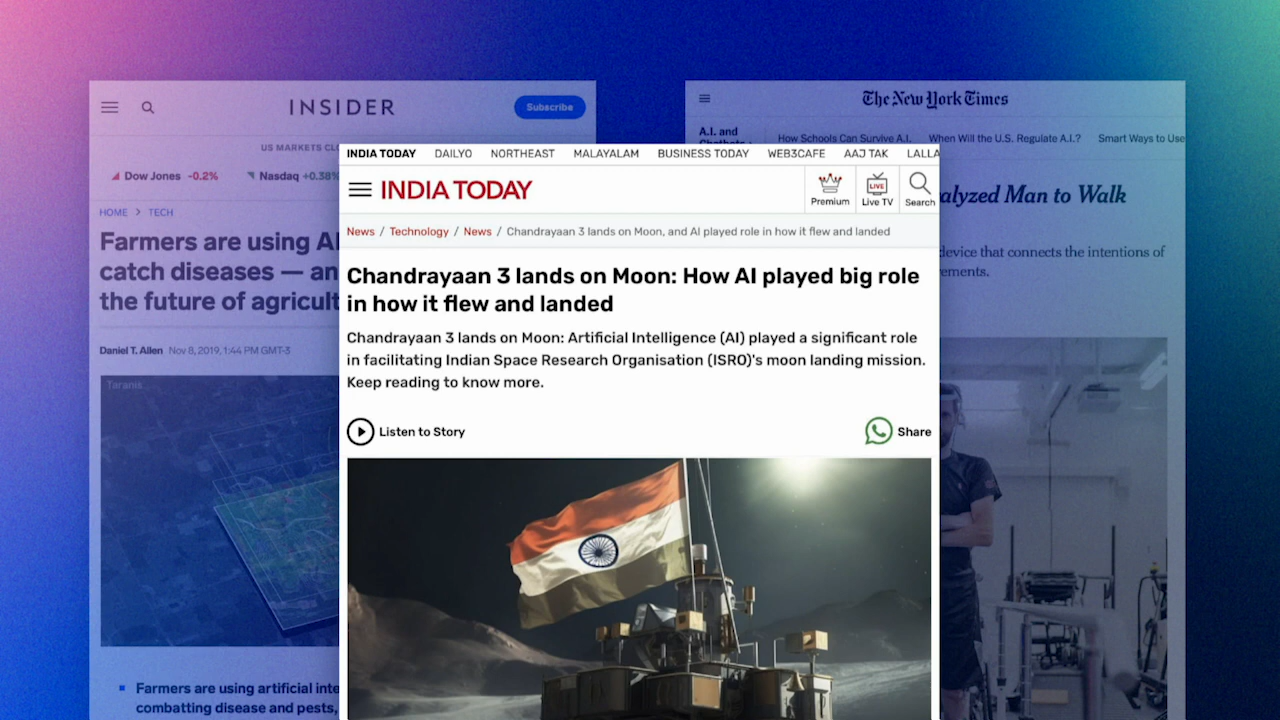 INSIDER
Subscribe
US MARKETS
Dow Jones -0.2%
Nasdaq +0.38%
HOME > TECH
Farmers are using
catch diseases —
the future of
Daniel T. Allen Nov 8, 2019, 1:44 PM GMT-3
Taranis
Farmers are using artificial
combatting disease and pests,
INDIA TODAY DAILYO NORTHEAST MALAYALAM BUSINESS TODAY WEB3CAFE AAJ TAK
INDIA TODAY
Premium
LIVE
Live TV
Search
News / Technology / News / Chandrayaan 3 lands on Moon, and AI played role in how it flew and landed
Chandrayaan 3 lands on Moon: How AI played big role
in how it flew and landed
Chandrayaan 3 lands on Moon: Artificial Intelligence (AI) played a significant role
in facilitating Indian Space Research Organisation (ISRO)'s moon landing mission.
Keep reading to know more.
Listen to Story
Share
The New York Times
A.I. and
How Schools Can Survive A.I. When Will the U.S. Regulate A.I.? Smart Ways to Use
Man to Walk
device that connects the intentions of